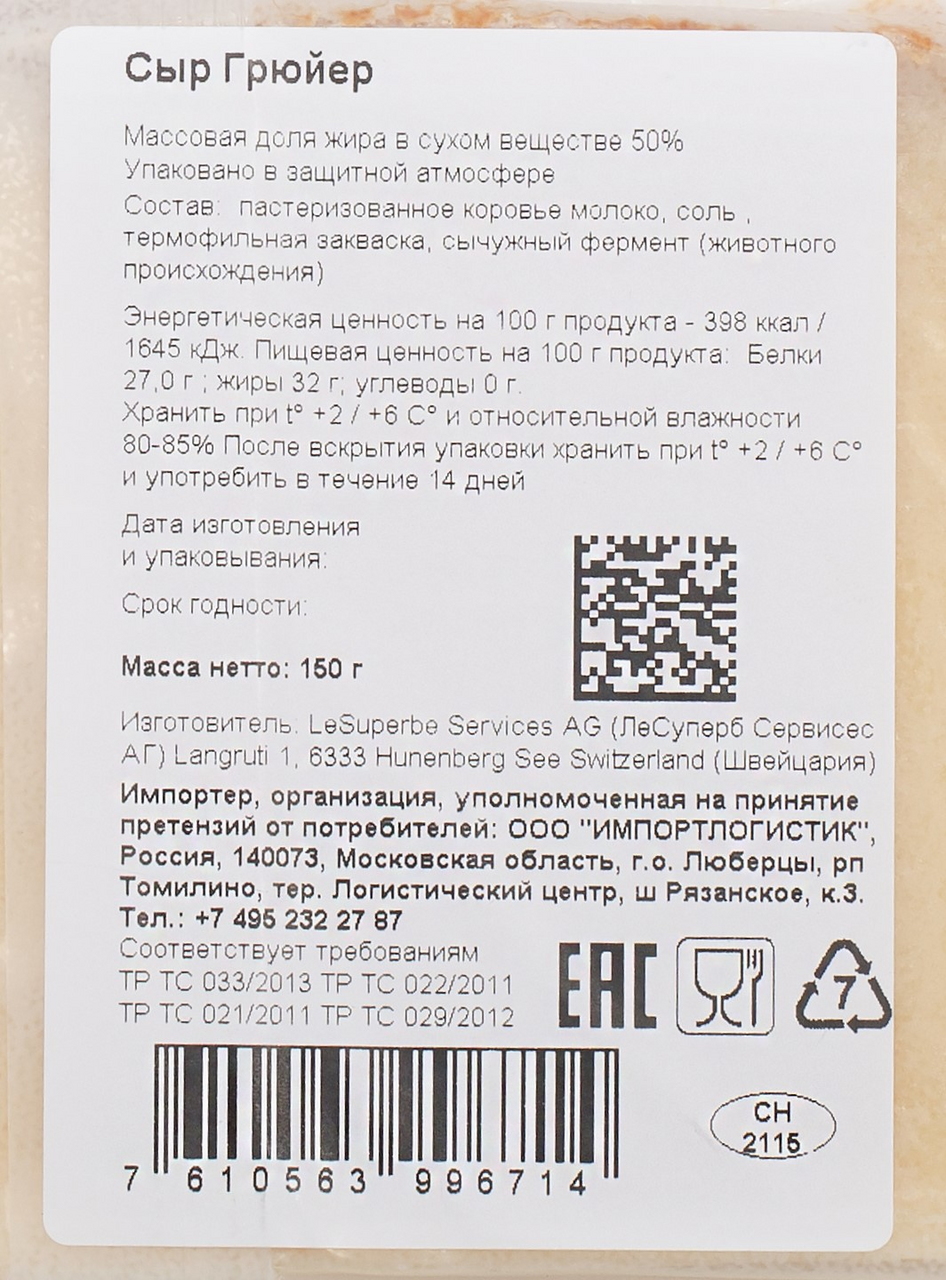 Сыр Грюйер
Массовая доля жира в сухом веществе 50%
Упаковано в защитной атмосфере
Состав: пастеризованное коровье молоко, соль ,
термофильная закваска, сычужный фермент (животного
происхождения)
Энергетическая ценность на 100 г продукта - 398 ккал /
1645 кДж. Пищевая ценность на 100 г продукта: Белки
27,0 г ; жиры 32 г; углеводы 0 г.
Хранить при t° +2 / +6 C° и относительной влажности
80-85% После вскрытия упаковки хранить при t° +2 / +6 C°
и употребить в течение 14 дней
Дата изготовления
и упаковывания:
Срок годности:
Масса нетто: 150 г
Изготовитель: LeSuperbe Services AG (ЛеСуперб Сервисес
АГ) Langruti 1, 6333 Hunenberg See Switzerland (Швейцария)
Импортер, организация, уполномоченная на принятие
претензий от потребителей: ООО "ИМПОРТЛОГИСТИК",
Россия, 140073, Московская область, г.о. Люберцы, рп
Томилино, тер. Логистический центр, ш Рязанское, к.3.
Тел.: +7 495 232 27 87
Соответствует требованиям
ТР ТС 033/2013 ТР ТС 022/2011
ТР ТС 021/2011 ТР ТС 029/2012
EAC
7
7 610563 996714
CH
2115